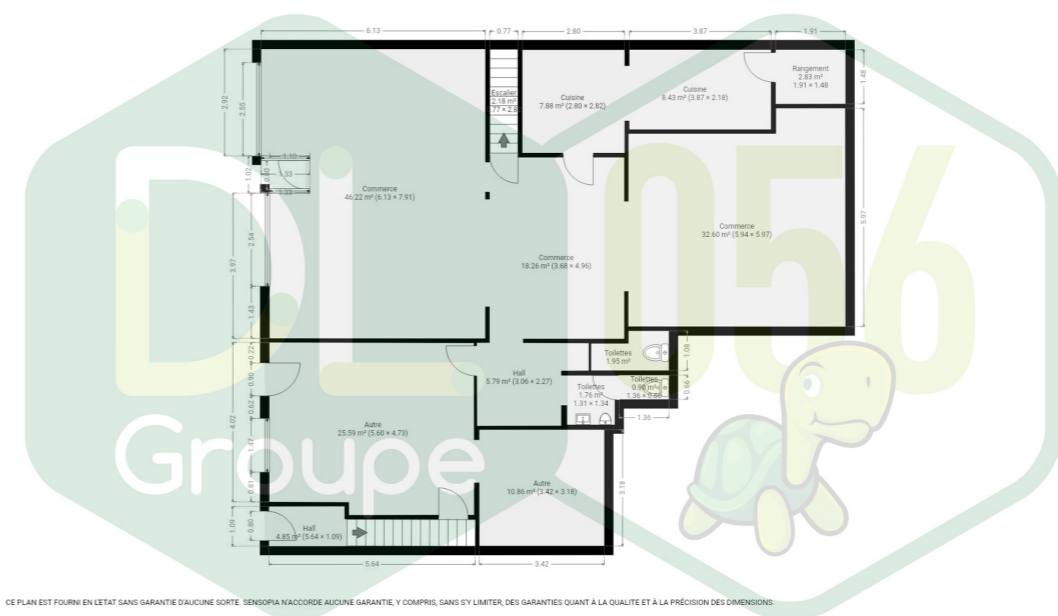 6.13
0.77
2.80
3.87
1.91
2.92
2.55
1.48
Rangement
2.83 m²
1.91 × 1.48
Escalier
2.18 m²
Cuisine
7.88 m² (2.80 × 2.82)
Cuisine
8.43 m² (3.87 × 2.18)
1.10
1.33
1.02
Commerce
46.22 m² (6.13 × 7.91)
Commerce
32.60 m² (5.94 × 5.97)
5.97
3.97
2.54
1.43
Commerce
18.26 m² (3.68 × 4.96)
DL
056
Groupe
Toilettes
1.95 m²
1.08
Hall
5.79 m² (3.06 × 2.27)
Toilettes
1.76 m²
1.31 × 1.34
Toilettes
0.90 m²
1.36 × 0.66
0.66
1.36
4.02
0.22
0.90
0.62
1.47
0.81
Autre
25.59 m² (5.60 × 4.73)
Autre
10.86 m² (3.42 × 3.18)
3.18
1.09
0.80
Hall
4.85 m² (5.64 × 1.09)
5.64
3.42
CE PLAN EST FOURNI EN L'ETAT SANS GARANTIE D'AUCUNE SORTE. SENSOPIA N'ACCORDE AUCUNE GARANTIE, Y COMPRIS, SANS S'Y LIMITER, DES GARANTIES QUANT À LA QUALITE ET À LA PRÉCISION DES DIMENSIONS.